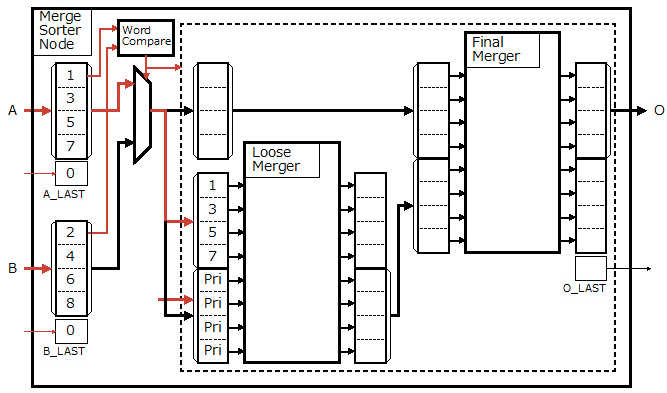 Merge
Sorter
Node
Word
Compare
Final
Merger
A
1
3
5
7
0
A_LAST
O
Loose
Merger
1
3
5
7
Pri
Pri
Pri
Pri
B
2
4
6
8
0
B_LAST
O_LAST